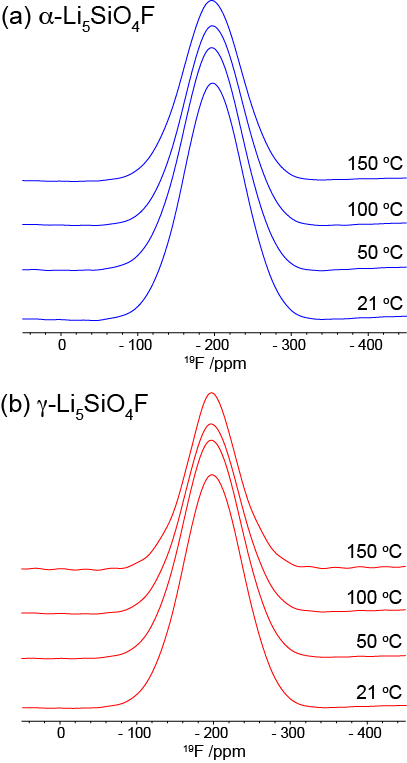 (a) α-Li₅SiO₄F
150 ºC
100 ºC
50 ºC
21 ºC
0 - 100 - 200 - 300 - 400
¹⁹F /ppm
(b) γ-Li₅SiO₄F
150 ºC
100 ºC
50 ºC
21 ºC
0 - 100 - 200 - 300 - 400
¹⁹F /ppm